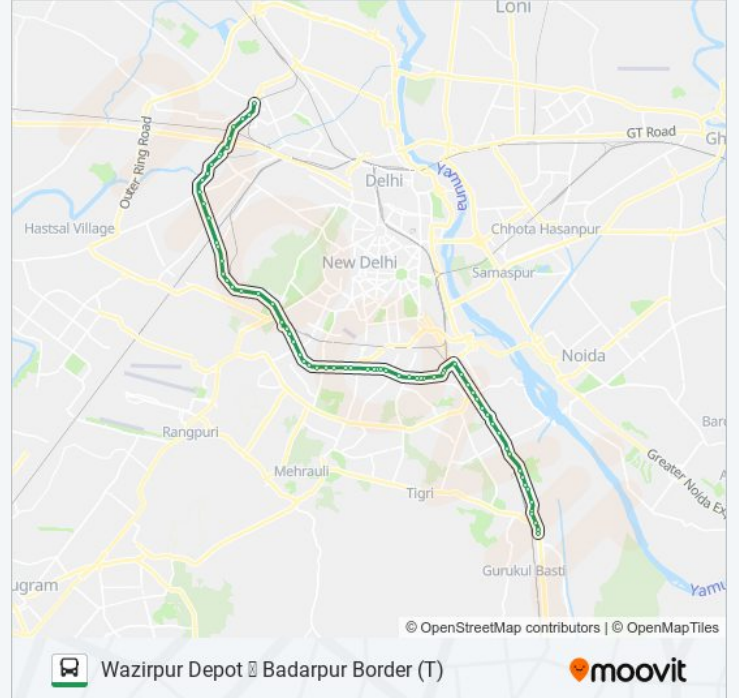 Loni
Outer Ring Road
GT Road
Gh
Delhi
Yamuna
Hastsal Village
Chhota Hasanpur
New Delhi
Samaspur
Noida
Rangpuri
Bard
Mehrauli
Greater Noida Ex
Tigri
Gurukul Basti
ugram
Yamu
© OpenStreetMap contributors | © OpenMapTiles
Wazirpur Depot Badarpur Border (T)
moovit